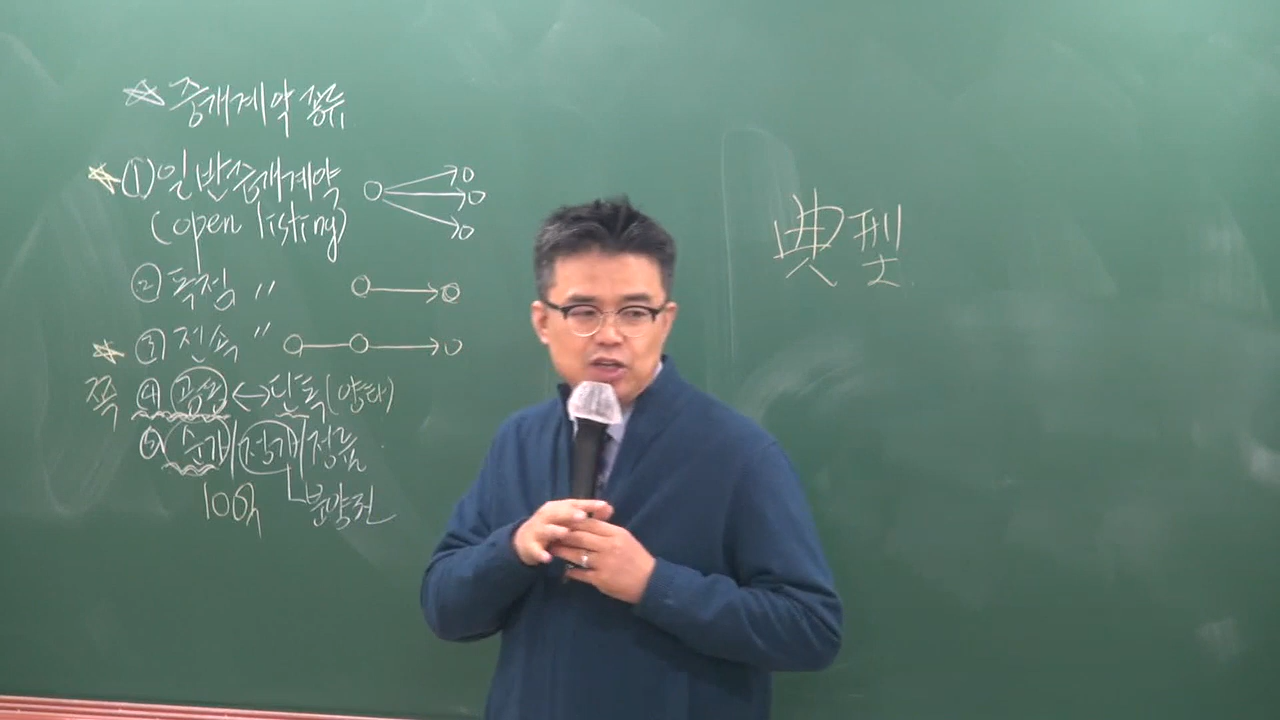 ☆ 중개계약 종류
☆ ① 일반중개계약
(open listing)
② 독점 〃
☆ ③ 전속 〃
쪽 ④ 공동 ↔ 단독(양타)
⑤ 순가/정가/정률
100억 분양권
典型